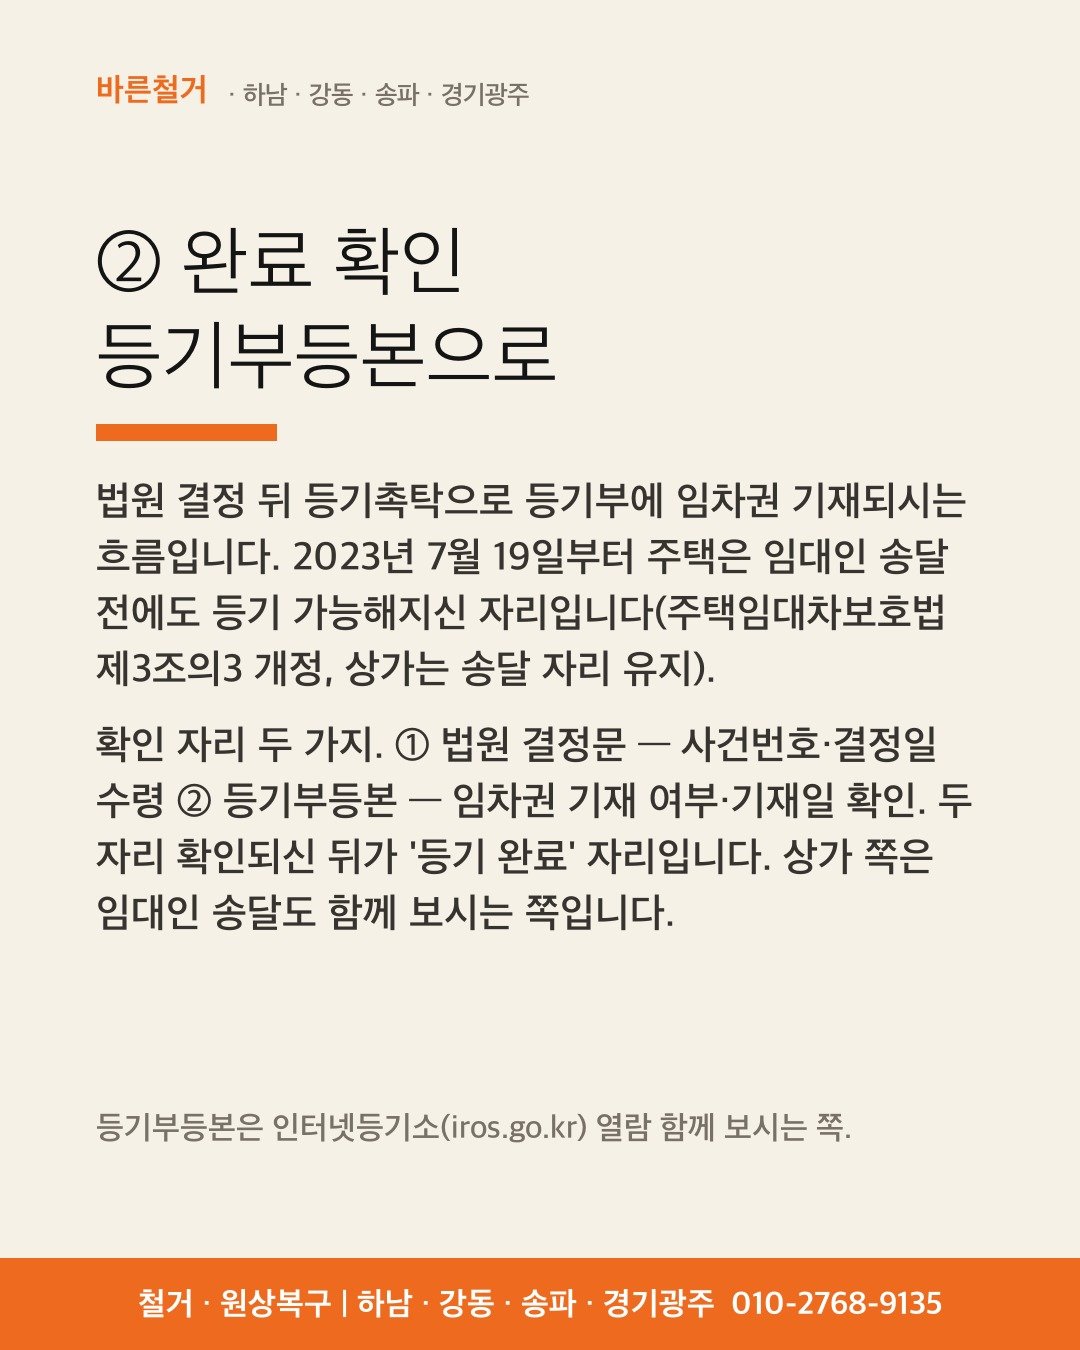 바른철거 · 하남 · 강동 · 송파 · 경기광주
② 완료 확인
등기부등본으로
법원 결정 뒤 등기촉탁으로 등기부에 임차권 기재되시는
흐름입니다. 2023년 7월 19일부터 주택은 임대인 송달
전에도 등기 가능해지신 자리입니다(주택임대차보호법
제3조의3 개정, 상가는 송달 자리 유지).
확인 자리 두 가지. ① 법원 결정문 — 사건번호·결정일
수령 ② 등기부등본 — 임차권 기재 여부·기재일 확인. 두
자리 확인되신 뒤가 '등기 완료' 자리입니다. 상가 쪽은
임대인 송달도 함께 보시는 쪽입니다.
등기부등본은 인터넷등기소(iros.go.kr) 열람 함께 보시는 쪽.
철거 · 원상복구 | 하남 · 강동 · 송파 · 경기광주 010-2768-9135